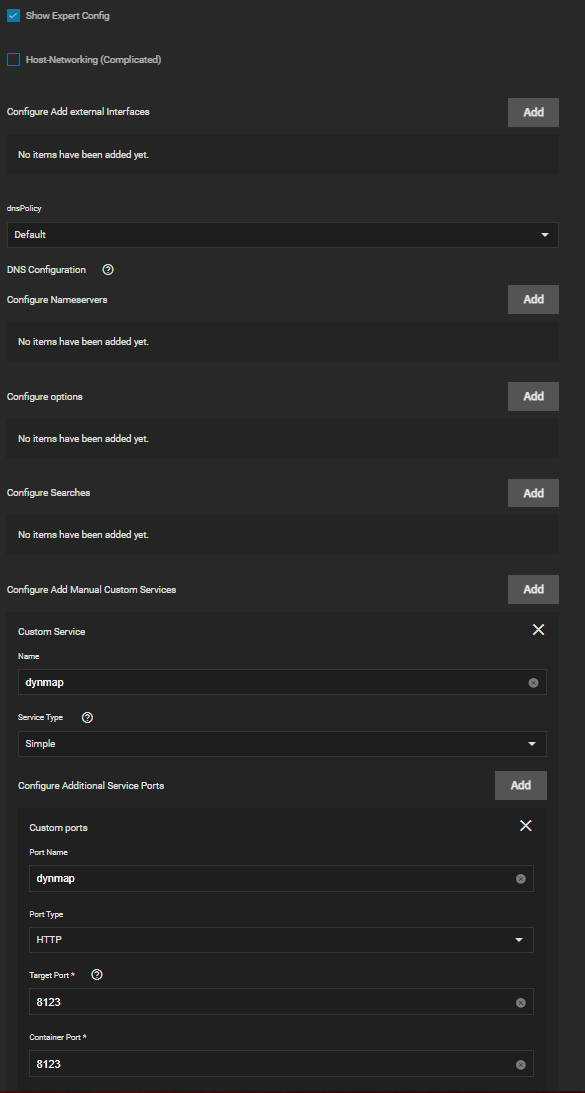 Show Expert Config
Host-Networking (Complicated)
Configure Add external Interfaces
Add
No items have been added yet.
dnsPolicy
Default
DNS Configuration
Configure Nameservers
Add
No items have been added yet.
Configure options
Add
No items have been added yet.
Configure Searches
Add
No items have been added yet.
Configure Add Manual Custom Services
Add
Custom Service
Name
dynmap
Service Type
Simple
Configure Additional Service Ports
Add
Custom ports
Port Name
dynmap
Port Type
HTTP
Target Port *
8123
Container Port *
8123